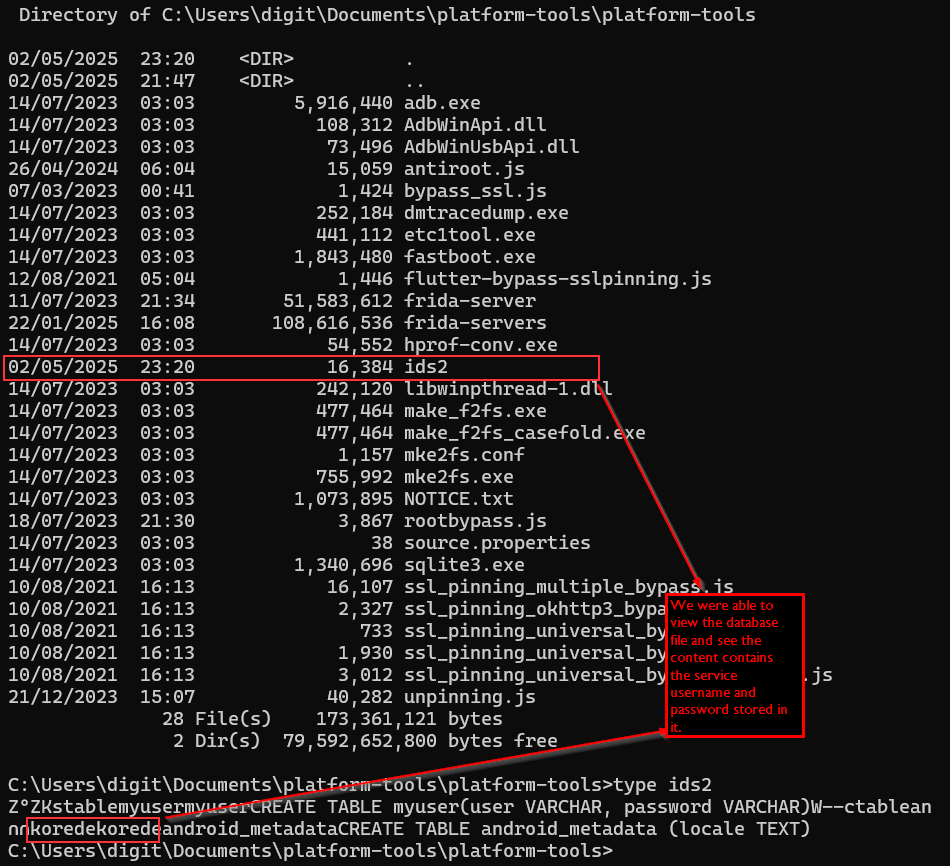 Directory of C:\Users\digit\Documents\platform-tools\platform-tools
02/05/2025  23:20    <DIR>          .
02/05/2025  21:47    <DIR>          ..
14/07/2023  03:03         5,916,440 adb.exe
14/07/2023  03:03           108,312 AdbWinApi.dll
14/07/2023  03:03            73,496 AdbWinUsbApi.dll
26/04/2024  06:04            15,059 antiroot.js
07/03/2023  00:41             1,424 bypass_ssl.js
14/07/2023  03:03           252,184 dmtracedump.exe
14/07/2023  03:03           441,112 etc1tool.exe
14/07/2023  03:03         1,843,480 fastboot.exe
12/08/2021  05:04             1,446 flutter-bypass-sslpinning.js
11/07/2023  21:34        51,583,612 frida-server
22/01/2025  16:08       108,616,536 frida-servers
14/07/2023  03:03            54,552 hprof-conv.exe
02/05/2025  23:20            16,384 ids2
14/07/2023  03:03           242,120 libwinpthread-1.dll
14/07/2023  03:03           477,464 make_f2fs.exe
14/07/2023  03:03           477,464 make_f2fs_casefold.exe
14/07/2023  03:03             1,157 mke2fs.conf
14/07/2023  03:03           755,992 mke2fs.exe
14/07/2023  03:03         1,073,895 NOTICE.txt
18/07/2023  21:30             3,867 rootbypass.js
14/07/2023  03:03                38 source.properties
14/07/2023  03:03         1,340,696 sqlite3.exe
10/08/2021  16:13            16,107 ssl_pinning_multiple_bypass.js
10/08/2021  16:13             2,327 ssl_pinning_okhttp3_bypa
10/08/2021  16:13               733 ssl_pinning_universal_by
10/08/2021  16:13             1,930 ssl_pinning_universal_by
10/08/2021  16:13             3,012 ssl_pinning_universal_by .js
21/12/2023  15:07            40,282 unpinning.js
28 File(s)    173,361,121 bytes
2 Dir(s)  79,592,652,800 bytes free
We were able to
view the database
file and see the
content contains
the service
username and
password stored in
it.
C:\Users\digit\Documents\platform-tools\platform-tools>type ids2
Z°ZKstablemyusermyuserCREATE TABLE myuser(user VARCHAR, password VARCHAR)W--ctablean
nnkoredekoredeandroid_metadataCREATE TABLE android_metadata (locale TEXT)
C:\Users\digit\Documents\platform-tools\platform-tools>